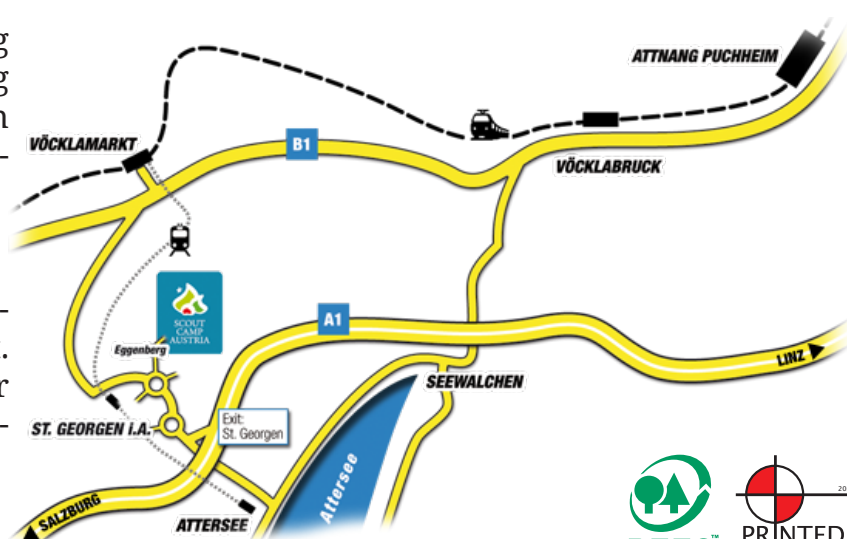 g
g
n
–
ATTNANG PUCHHEIM
VÖCKLAMARKT
B1
VÖCKLABRUCK
SCOUT
CAMP
AUSTRIA
A1
Eggenberg
LINZ
SEEWALCHEN
r
ST. GEORGEN i.A.
Exit:
St. Georgen
Attersee
SALZBURG
ATTERSEE
20
PRINTED